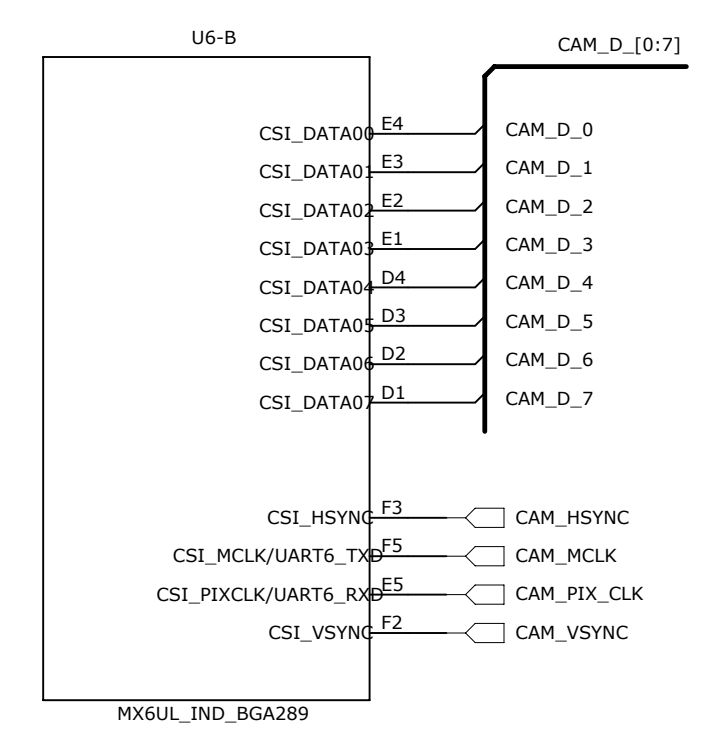 U6-B
CAM_D_[0:7]
CSI_DATA00 E4 CAM_D_0
CSI_DATA01 E3 CAM_D_1
CSI_DATA02 E2 CAM_D_2
CSI_DATA03 E1 CAM_D_3
CSI_DATA04 D4 CAM_D_4
CSI_DATA05 D3 CAM_D_5
CSI_DATA06 D2 CAM_D_6
CSI_DATA07 D1 CAM_D_7
CSI_HSYNC F3 CAM_HSYNC
CSI_MCLK/UART6_TXD F5 CAM_MCLK
CSI_PIXCLK/UART6_RXD E5 CAM_PIX_CLK
CSI_VSYNC F2 CAM_VSYNC
MX6UL_IND_BGA289